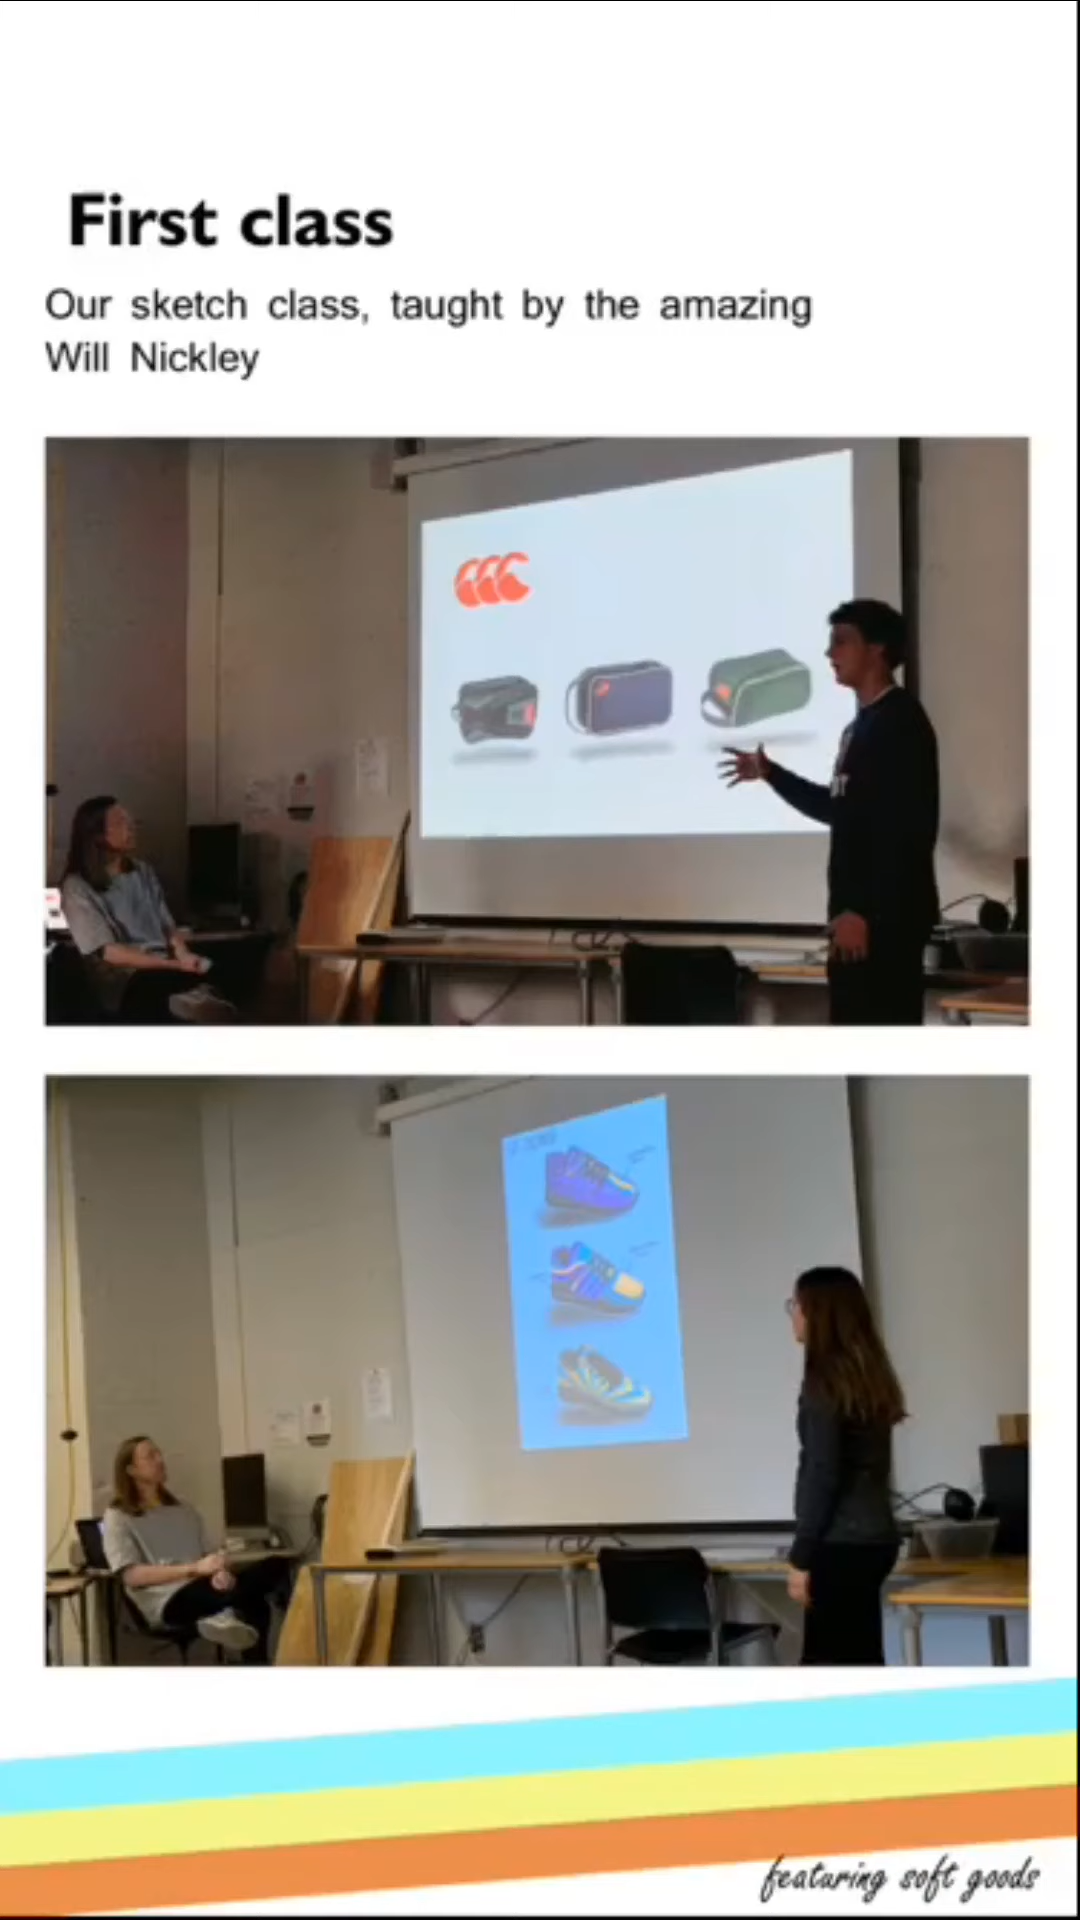 First class
Our sketch class, taught by the amazing
Will Nickley
featuring soft goods